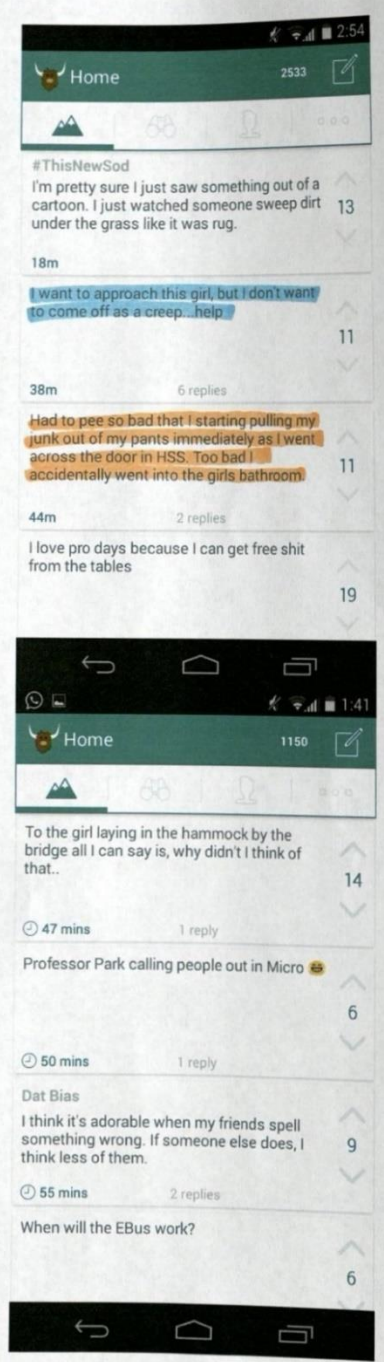 2:54
Home
2533
#ThisNewSod
I'm pretty sure I just saw something out of a
cartoon. I just watched someone sweep dirt
under the grass like it was rug.
13
18m
I want to approach this girl, but I don't want
to come off as a creep...help
11
38m
6 replies
Had to pee so bad that I starting pulling my
junk out of my pants immediately as I went
across the door in HSS. Too bad I
accidentally went into the girls bathroom.
11
44m
2 replies
I love pro days because I can get free shit
from the tables
19
1:41
Home
1150
To the girl laying in the hammock by the
bridge all I can say is, why didn't I think of
that..
14
47 mins
1 reply
Professor Park calling people out in Micro 😄
6
50 mins
1 reply
Dat Bias
I think it's adorable when my friends spell
something wrong. If someone else does, I
think less of them.
9
55 mins
2 replies
When will the EBus work?
6